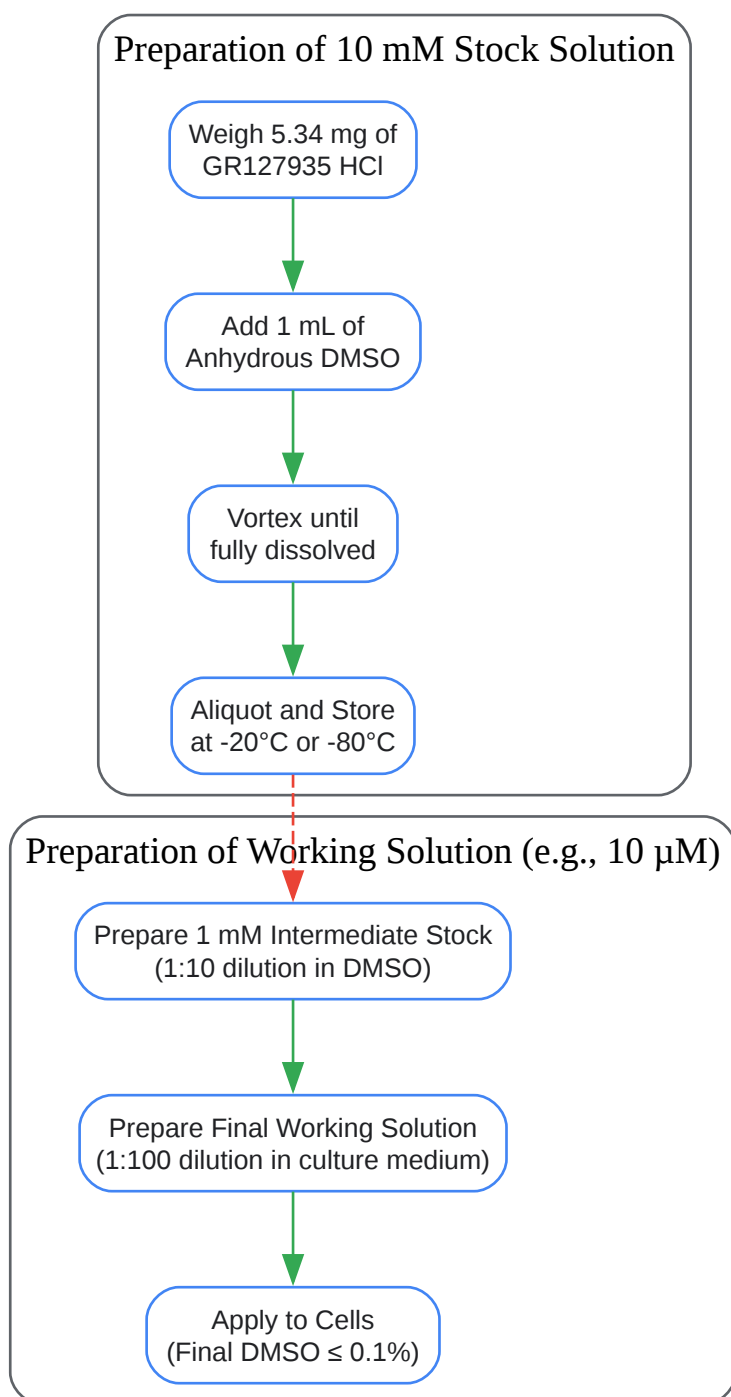 Preparation of 10 mM Stock Solution
Weigh 5.34 mg of
GR127935 HCl
Add 1 mL of
Anhydrous DMSO
Vortex until
fully dissolved
Aliquot and Store
at -20°C or -80°C
Preparation of Working Solution (e.g., 10 µM)
Prepare 1 mM Intermediate Stock
(1:10 dilution in DMSO)
Prepare Final Working Solution
(1:100 dilution in culture medium)
Apply to Cells
(Final DMSO ≤ 0.1%)